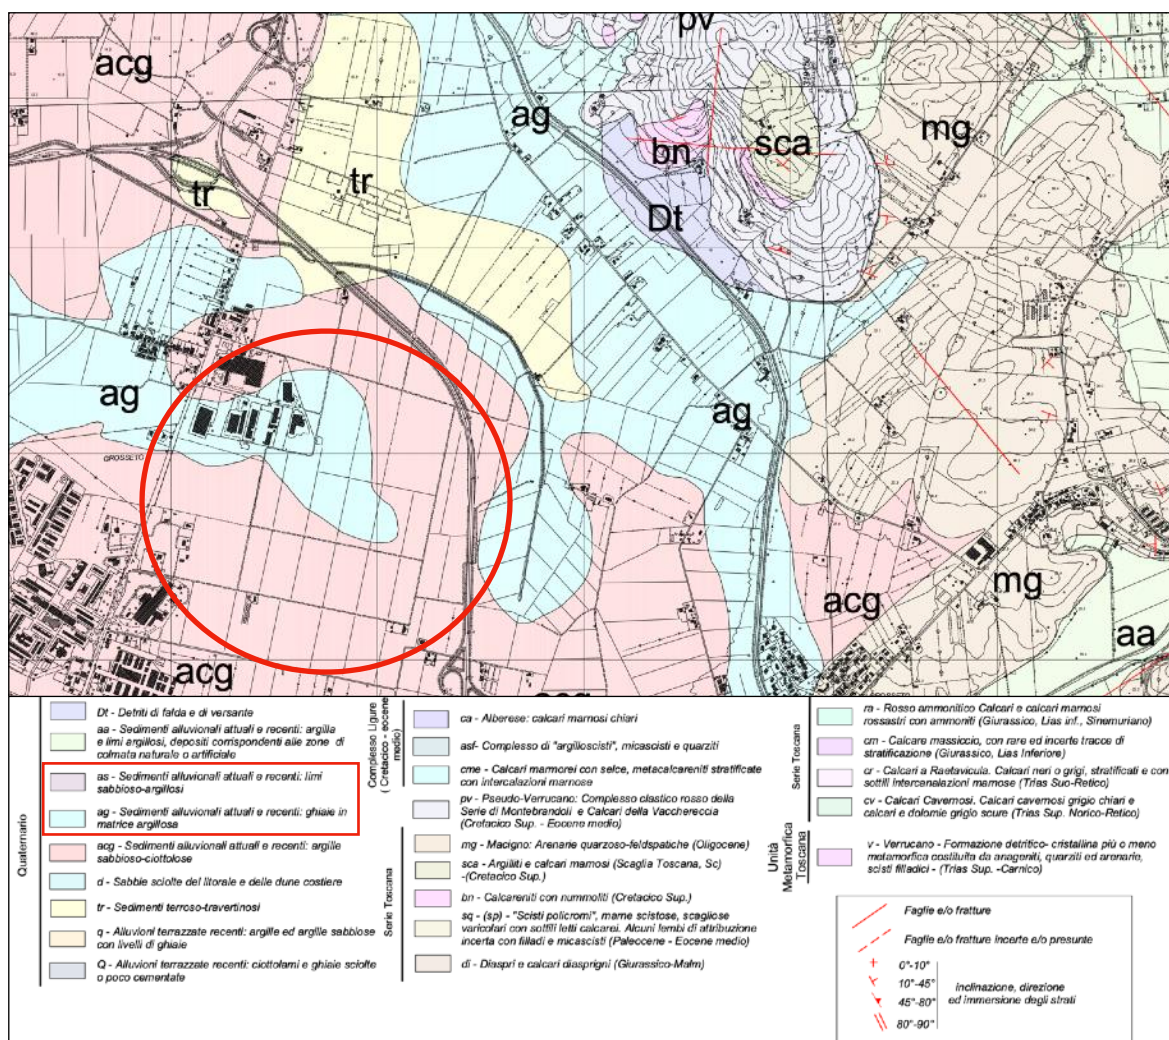 pv
acg
ag
mg
bn
sca
tr
tr
Dt
ag
ag
GROSSETO
acg
mg
aa
acg
Dt - Detriti di falda e di versante
aa - Sedimenti alluvionali attuali e recenti: argilla
e limi argillosi, depositi corrispondenti alle zone di
colmata naturale o artificiale
as - Sedimenti alluvionali attuali e recenti: limi
sabbioso-argillosi
ag - Sedimenti alluvionali attuali e recenti: ghiaie in
matrice argillosa
acg - Sedimenti alluvionali attuali e recenti: argille
sabbioso-ciottolose
d - Sabbie sciolte del litorale e delle dune costiere
tr - Sedimenti terroso-travertinosi
q - Alluvioni terrazzate recenti: argille ed argille sabbiose
con livelli di ghiaie
Q - Alluvioni terrazzate recenti: ciottolami e ghiaie sciolte
o poco cementate
Quaternario
Complesso Ligure
( Cretacico - eocene
medio)
ca - Alberese: calcari marnosi chiari
asf- Complesso di "argilloscisti", micascisti e quarziti
cme - Calcari marmorei con selce, metacalcareniti stratificate
con intercalazioni marnose
pv - Pseudo-Verrucano: Complesso clastico rosso della
Serie di Montebrandoli e Calcari della Vacchereccia
(Cretacico Sup. - Eocene medio)
mg - Macigno: Arenarie quarzoso-feldspatiche (Oligocene)
sca - Argilliti e calcari marnosi (Scaglia Toscana, Sc)
-(Cretacico Sup.)
bn - Calcareniti con nummoliti (Cretacico Sup.)
sq - (sp) - "Scisti policromi", marne scistose, scagliose
varicolori con sottili letti calcarei. Alcuni lembi di attribuzione
incerta con filladi e micascisti (Paleocene - Eocene medio)
di - Diaspri e calcari diasprigni (Giurassico-Malm)
Serie Toscana
ra - Rosso ammonitico Calcari e calcari marnosi
rossastri con ammoniti (Giurassico, Lias inf., Sinemuriano)
cm - Calcare massiccio, con rare ed incerte tracce di
stratificazione (Giurassico, Lias Inferiore)
cr - Calcari a Raetavicula. Calcari neri o grigi, stratificati e con
sottili intercenalazioni marnose (Trias Suo-Retico)
cv - Calcari Cavernosi. Calcari cavernosi grigio chiari e
calcari e dolomie grigio scure (Trias Sup. Norico-Retico)
Serie Toscana
v - Verrucano - Formazione detritico- cristallina più o meno
metamorfica costituita da anageniti, quarziti ed arenarie,
scisti filladici - (Trias Sup. -Carnico)
Unità
Metamorfica
Toscana
Faglie e/o fratture
Faglie e/o fratture incerte e/o presunte
0°-10°
10°-45°
45°-80°
80°-90°
inclinazione, direzione
ed immersione degli strati